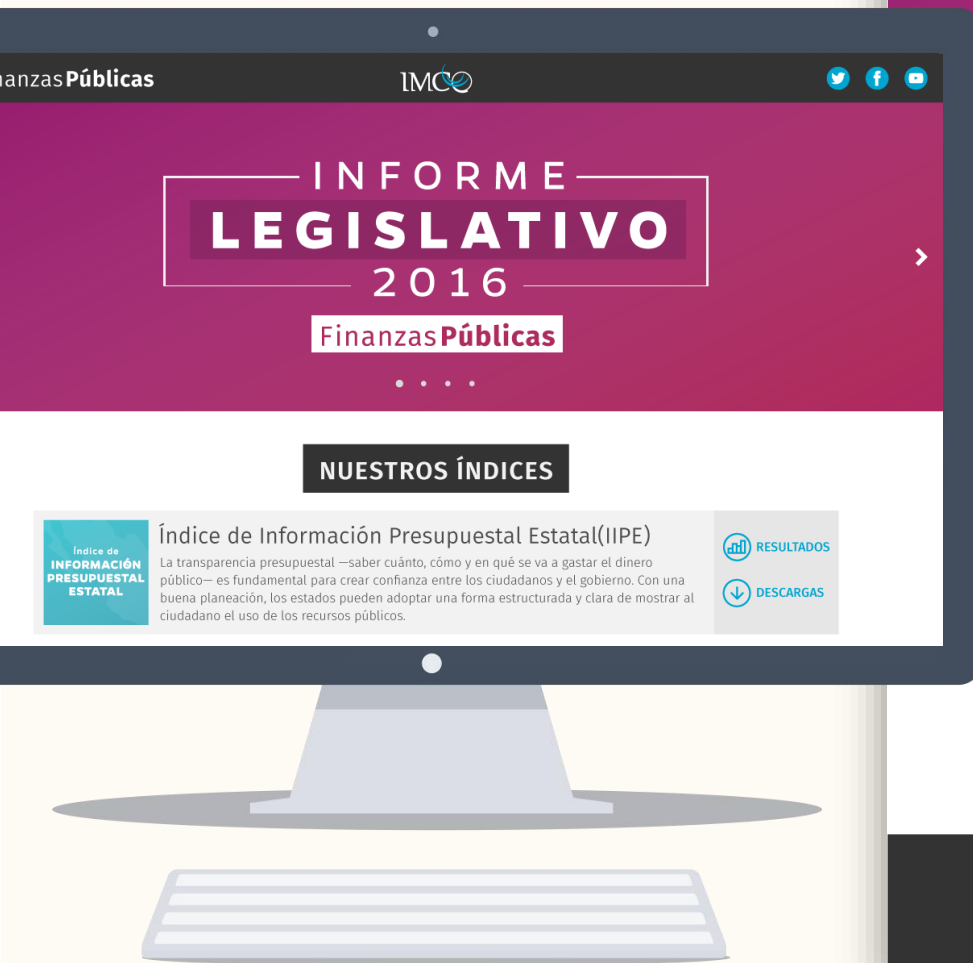 nanzasPúblicas
IMCO
INFORME
LEGISLATIVO
2016
FinanzasPúblicas
NUESTROS ÍNDICES
Índice de
INFORMACIÓN
PRESUPUESTAL
ESTATAL
Índice de Información Presupuestal Estatal(IIPE)
La transparencia presupuestal —saber cuánto, cómo y en qué se va a gastar el dinero
público— es fundamental para crear confianza entre los ciudadanos y el gobierno. Con una
buena planeación, los estados pueden adoptar una forma estructurada y clara de mostrar al
ciudadano el uso de los recursos públicos.
RESULTADOS
DESCARGAS